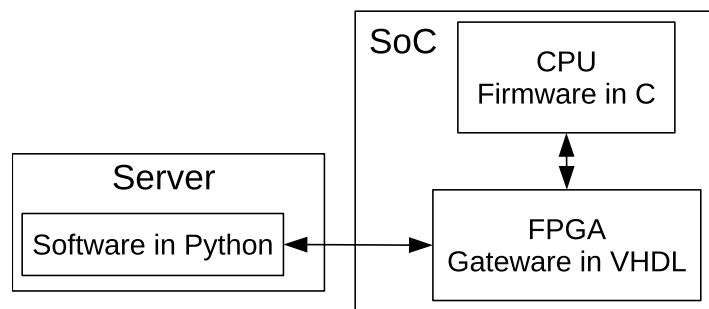 SoC
CPU
Firmware in C
Server
Software in Python
FPGA
Gateware in VHDL